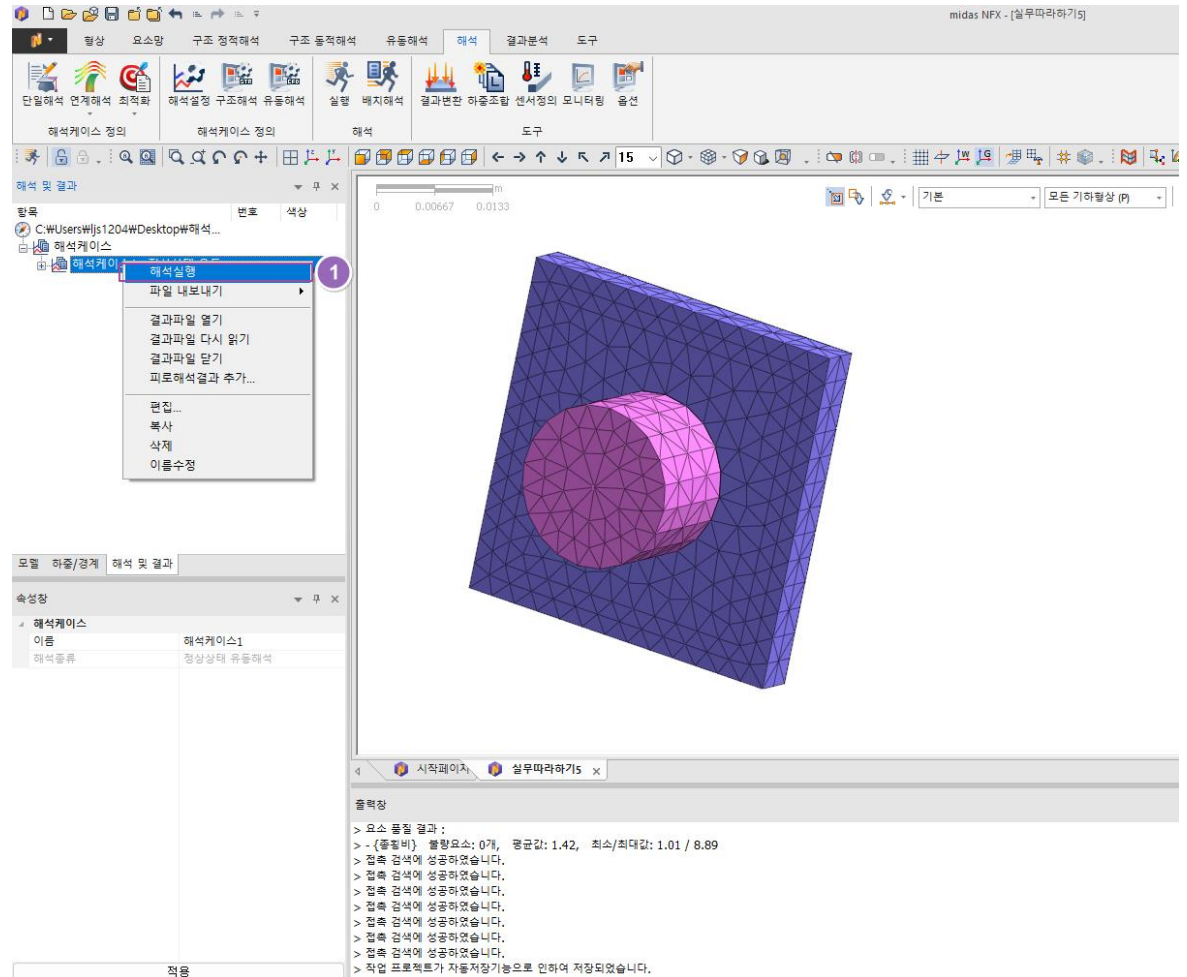 midas NFX - [실무따라하기5]
형상 요소망 구조 정적해석 구조 동적해석 유동해석 해석 결과분석 도구
단일해석 연계해석 최적화 해석설정 구조해석 유동해석 실행 배치해석 결과변환 하중조합 센서정의 모니터링 옵션
해석케이스 정의 해석케이스 정의 해석 도구
15
해석 및 결과
항목 번호 색상
C:₩Users₩ljs1204₩Desktop₩해석...
해석케이스
해석케이
해석실행
1
파일 내보내기
결과파일 열기
결과파일 다시 읽기
결과파일 닫기
피로해석결과 추가...
편집...
복사
삭제
이름수정
모델 하중/경계 해석 및 결과
속성창
해석케이스
이름 해석케이스1
해석종류 정상상태 유동해석
적용
m
0 0.00667 0.0133
기본 모든 기하형상 (P)
시작페이지 실무따라하기5
출력창
> 요소 품질 결과 :
> - {종횡비} 불량요소: 0개, 평균값: 1.42, 최소/최대값: 1.01 / 8.89
> 접촉 검색에 성공하였습니다.
> 접촉 검색에 성공하였습니다.
> 접촉 검색에 성공하였습니다.
> 접촉 검색에 성공하였습니다.
> 접촉 검색에 성공하였습니다.
> 접촉 검색에 성공하였습니다.
> 접촉 검색에 성공하였습니다.
> 작업 프로젝트가 자동저장기능으로 인하여 저장되었습니다.